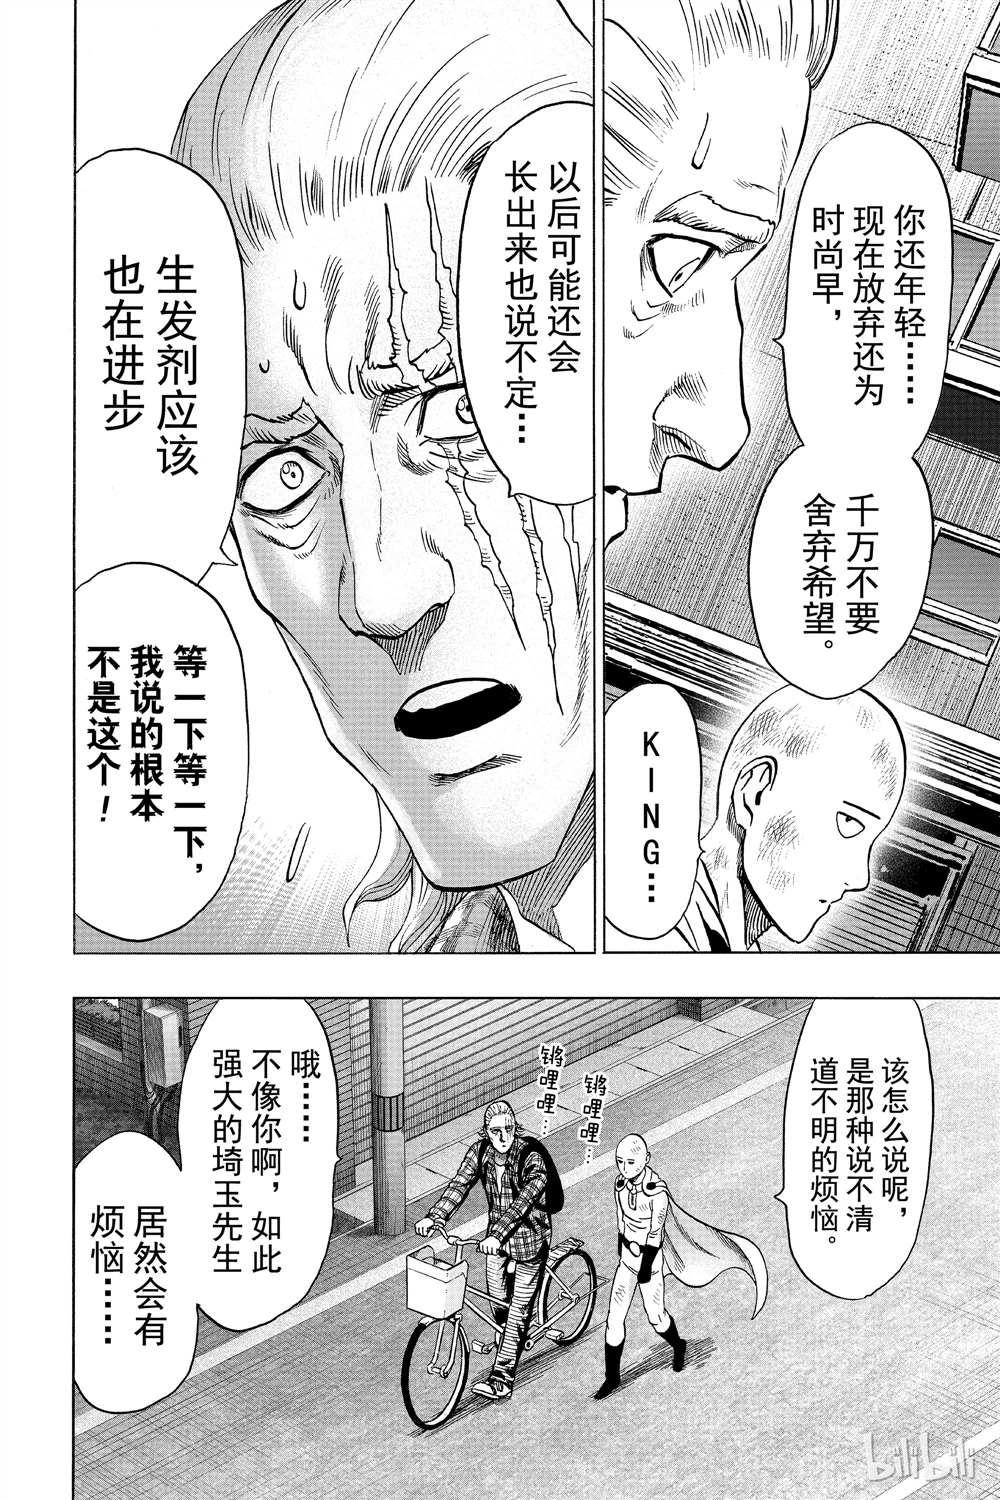 你还年轻……
现在放弃还为
时尚早，
千万不要
舍弃希望。
KING…
以后可能还会
长出来也说不定…
生发剂应该
也在进步
等一下等一下，
我说的根本
不是这个！
该怎么说呢，
是那种说不清
道不明的烦恼。
锵哩哩…
锵哩哩…
哦……
不像你啊，如此
强大的埼玉先生
居然会有
烦恼……
bilibili